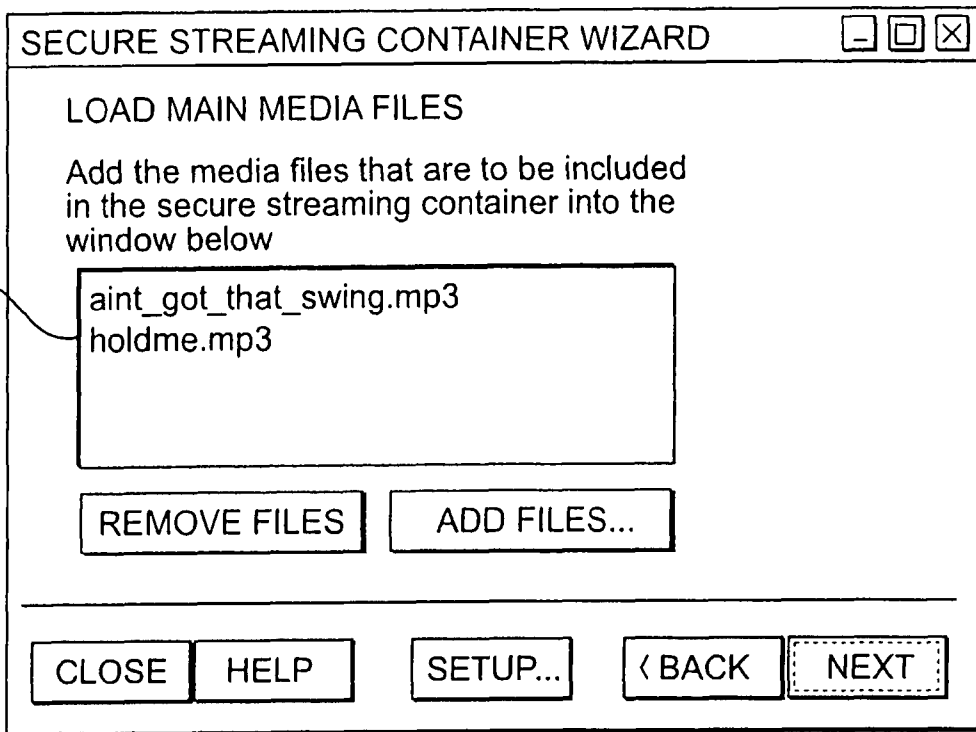 SECURE STREAMING CONTAINER WIZARD
LOAD MAIN MEDIA FILES
Add the media files that are to be included
in the secure streaming container into the
window below
aint_got_that_swing.mp3
holdme.mp3
REMOVE FILES ADD FILES...
CLOSE HELP SETUP... < BACK NEXT